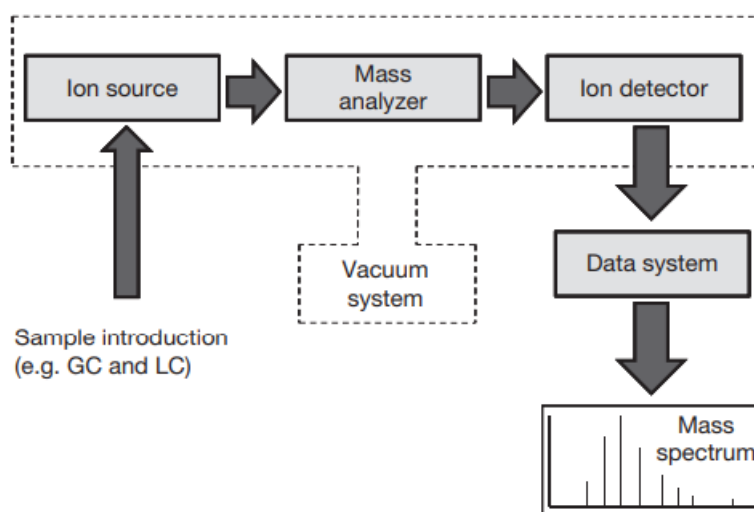 Ion source
Mass
analyzer
Ion detector
Vacuum
system
Data system
Sample introduction
(e.g. GC and LC)
Mass
spectrum